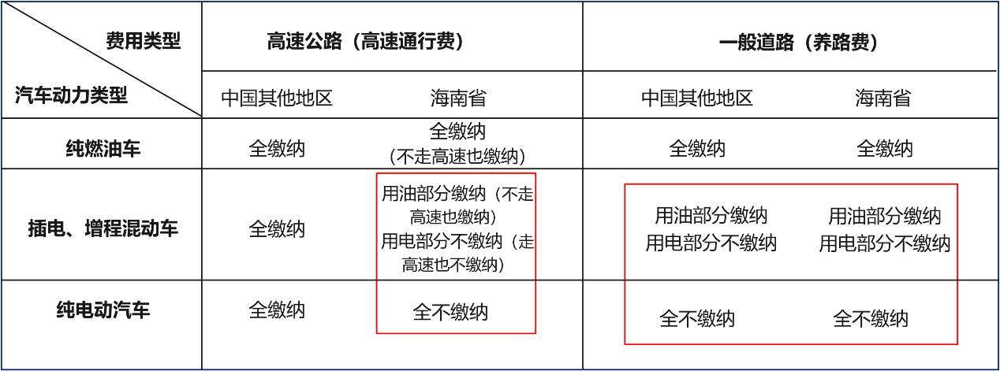 费用类型
汽车动力类型
高速公路（高速通行费）
一般道路（养路费）
中国其他地区
海南省
中国其他地区
海南省
纯燃油车
全缴纳
全缴纳
（不走高速也缴纳）
全缴纳
全缴纳
插电、增程混动车
全缴纳
用油部分缴纳（不走
高速也缴纳）
用电部分不缴纳（走
高速也不缴纳）
用油部分缴纳
用电部分不缴纳
用油部分缴纳
用电部分不缴纳
纯电动汽车
全缴纳
全不缴纳
全不缴纳
全不缴纳